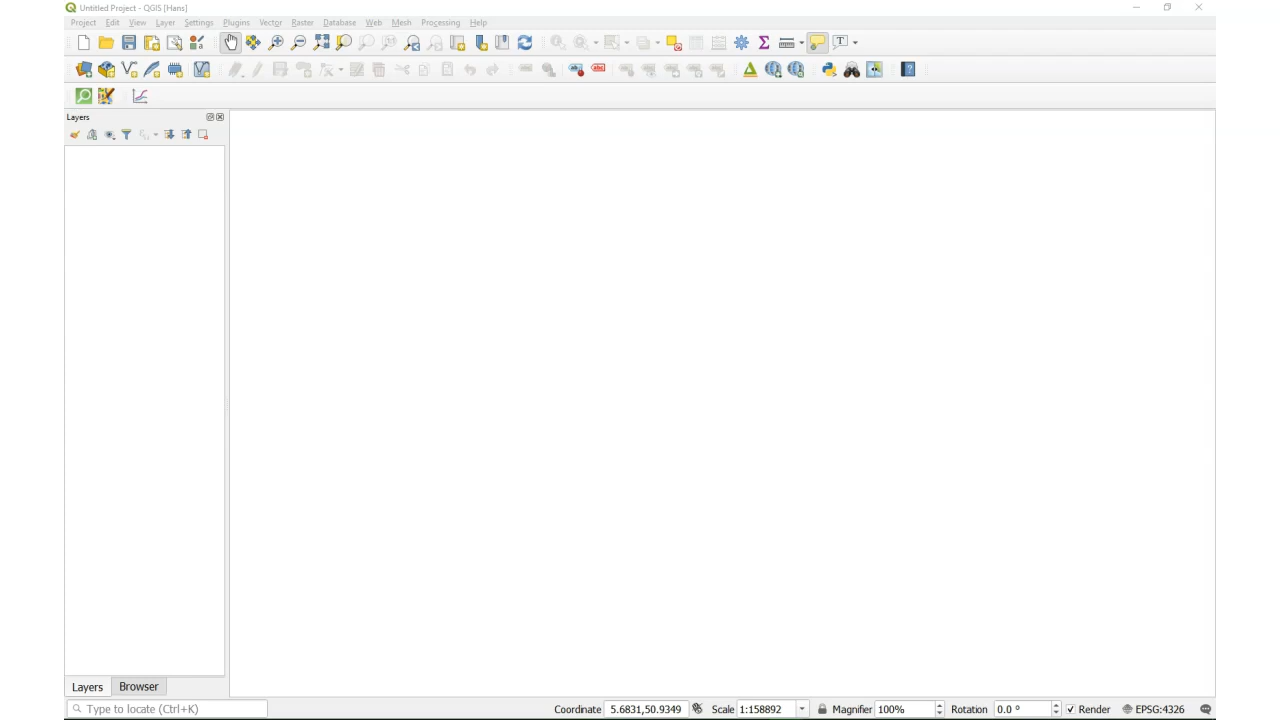 Untitled Project - QGIS [Hans]
Project Edit View Layer Settings Plugins Vector Raster Database Web Mesh Processing Help
Layers
Layers Browser
Type to locate (Ctrl+K) Coordinate 5.6831,50.9349 Scale 1:158892 Magnifier 100% Rotation 0.0 ° Render EPSG:4326